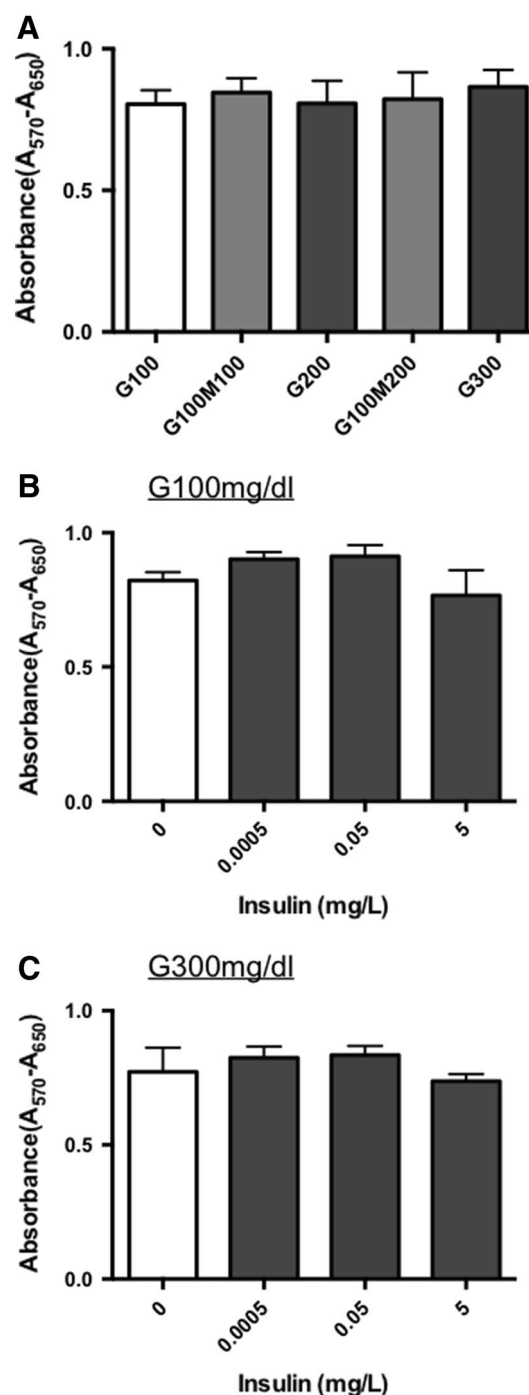 A
Absorbance(A570-A650)
1.0
0.5
0.0
G100
G100M100
G200
G100M200
G300
B
G100mg/dl
Absorbance(A570-A650)
1.0
0.5
0.0
0
0.0005
0.05
5
Insulin (mg/L)
C
G300mg/dl
Absorbance(A570-A650)
1.0
0.5
0.0
0
0.0005
0.05
5
Insulin (mg/L)